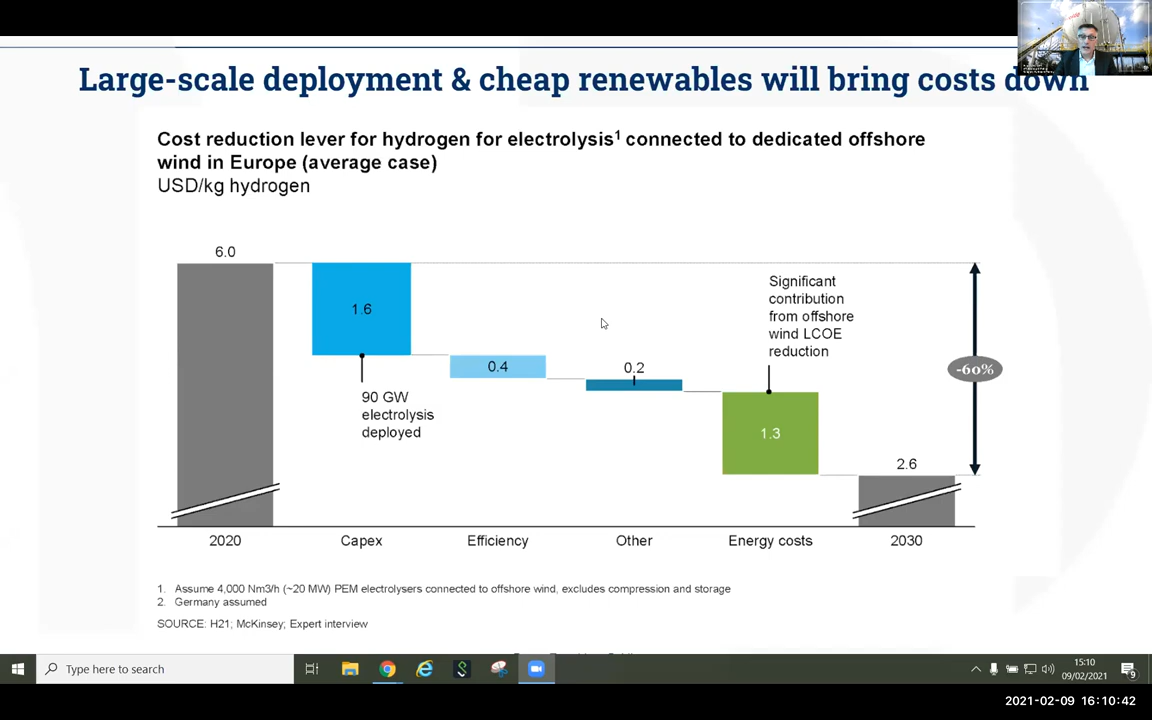 Large-scale deployment & cheap renewables will bring costs down
Cost reduction lever for hydrogen for electrolysis¹ connected to dedicated offshore
wind in Europe (average case)
USD/kg hydrogen
6.0
1.6
90 GW
electrolysis
deployed
0.4
0.2
Significant
contribution
from offshore
wind LCOE
reduction
1.3
-60%
2.6
2020
Capex
Efficiency
Other
Energy costs
2030
1. Assume 4,000 Nm3/h (~20 MW) PEM electrolysers connected to offshore wind, excludes compression and storage
2. Germany assumed
SOURCE: H21; McKinsey; Expert interview
Type here to search
15:10
09/02/2021
9
2021-02-09 16:10:42